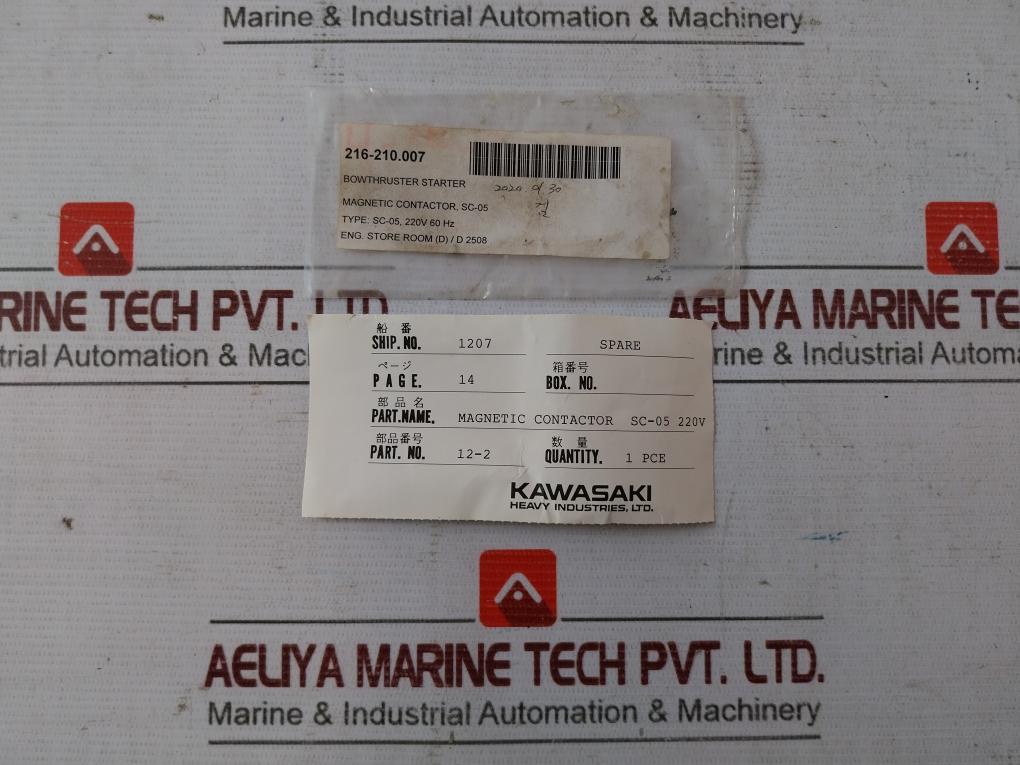 Marine & Industrial Automation & Machinery
216-210.007
BOWTHRUSTER STARTER
2020.
30
MAGNETIC CONTACTOR, SC-05
TYPE: SC-05, 220V 60 Hz
ENG. STORE ROOM (D) / D 2508
RINE TECH PVT. LTD.
trial Automation & Mach
AELIYA MARINE TE
rine & Industrial Automa
船番
SHIP. NO. 1207 SPARE
ページ 箱番号
PAGE. 14 BOX. NO.
部品名
PART. NAME. MAGNETIC CONTACTOR SC-05 220V
部品番号 数量
PART. NO. 12-2 QUANTITY. 1 PCE
KAWASAKI
HEAVY INDUSTRIES, LTD.
AELIYA MARINE TECH PVT. LTD.
Marine & Industrial Automation & Machinery